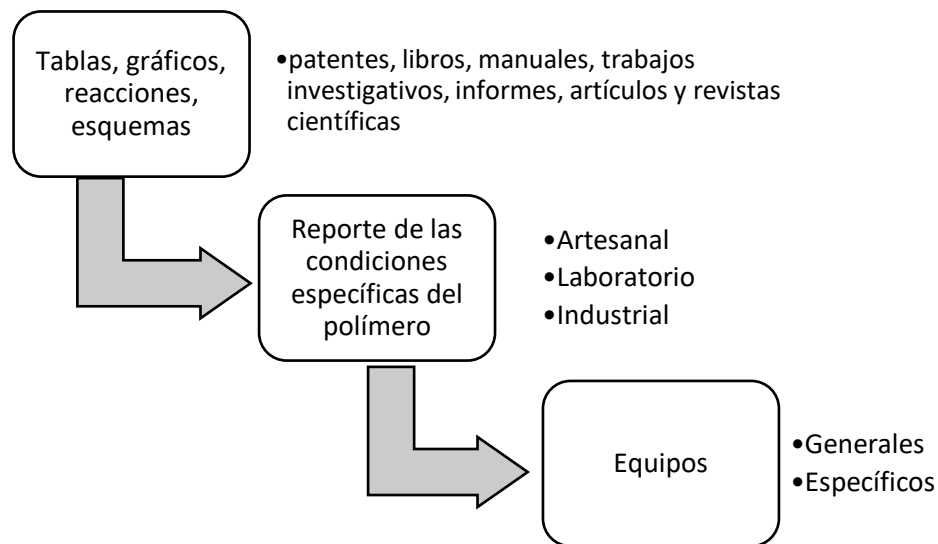 Tablas, gráficos,
reacciones,
esquemas
•patentes, libros, manuales, trabajos
investigativos, informes, artículos y revistas
científicas
Reporte de las
condiciones
específicas del
polímero
•Artesanal
•Laboratorio
•Industrial
Equipos
•Generales
•Específicos